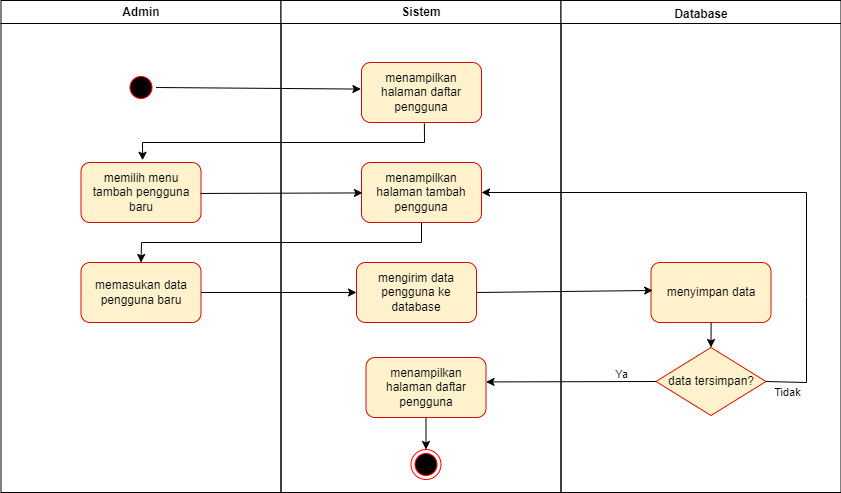 Admin
Sistem
Database
menampilkan
halaman daftar
pengguna
memilih menu
tambah pengguna
baru
menampilkan
halaman tambah
pengguna
memasukan data
pengguna baru
mengirim data
pengguna ke
database
menyimpan data
menampilkan
halaman daftar
pengguna
Ya
data tersimpan?
Tidak